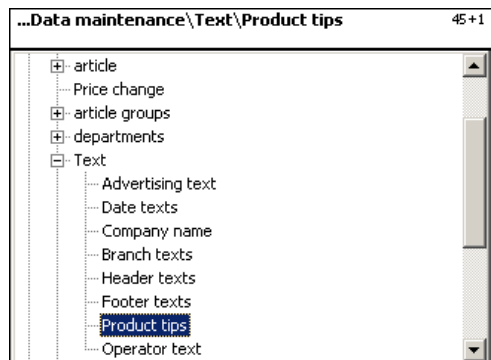 ...Data maintenance\Text\Product tips 45+1
article
Price change
article groups
departments
Text
Advertising text
Date texts
Company name
Branch texts
Header texts
Footer texts
Product tips
Operator text